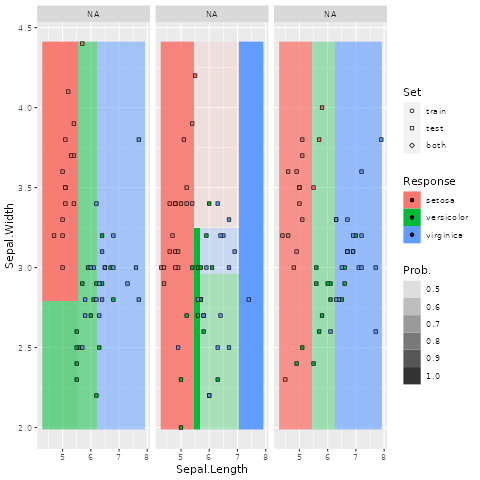 NA NA NA
4.5
4.0
3.5
3.0
2.5
2.0
Sepal.Width
5 6 7 8 5 6 7 8 5 6 7 8
Sepal.Length
Set
train
test
both
Response
setosa
versicolor
virginica
Prob.
0.5
0.6
0.7
0.8
0.9
1.0